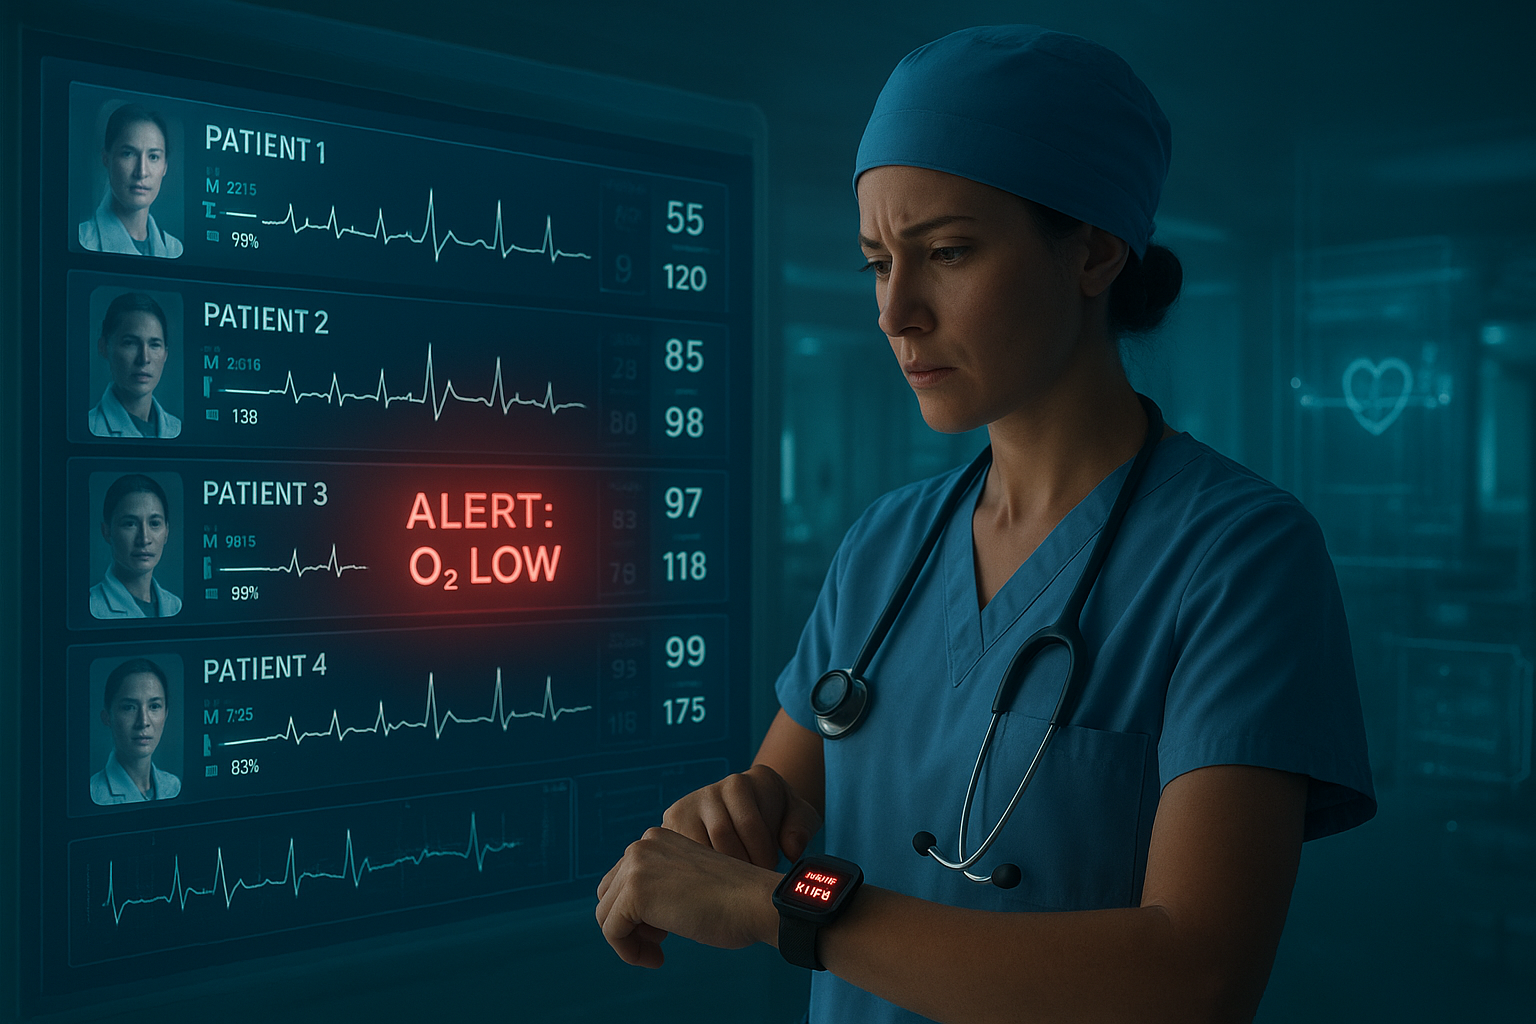 PATIENT 1
M 2215
99%
55
120
PATIENT 2
M 2:016
138
85
98
PATIENT 3
M 9815
99%
ALERT:
O₂ LOW
97
118
PATIENT 4
M 7:25
83%
99
175